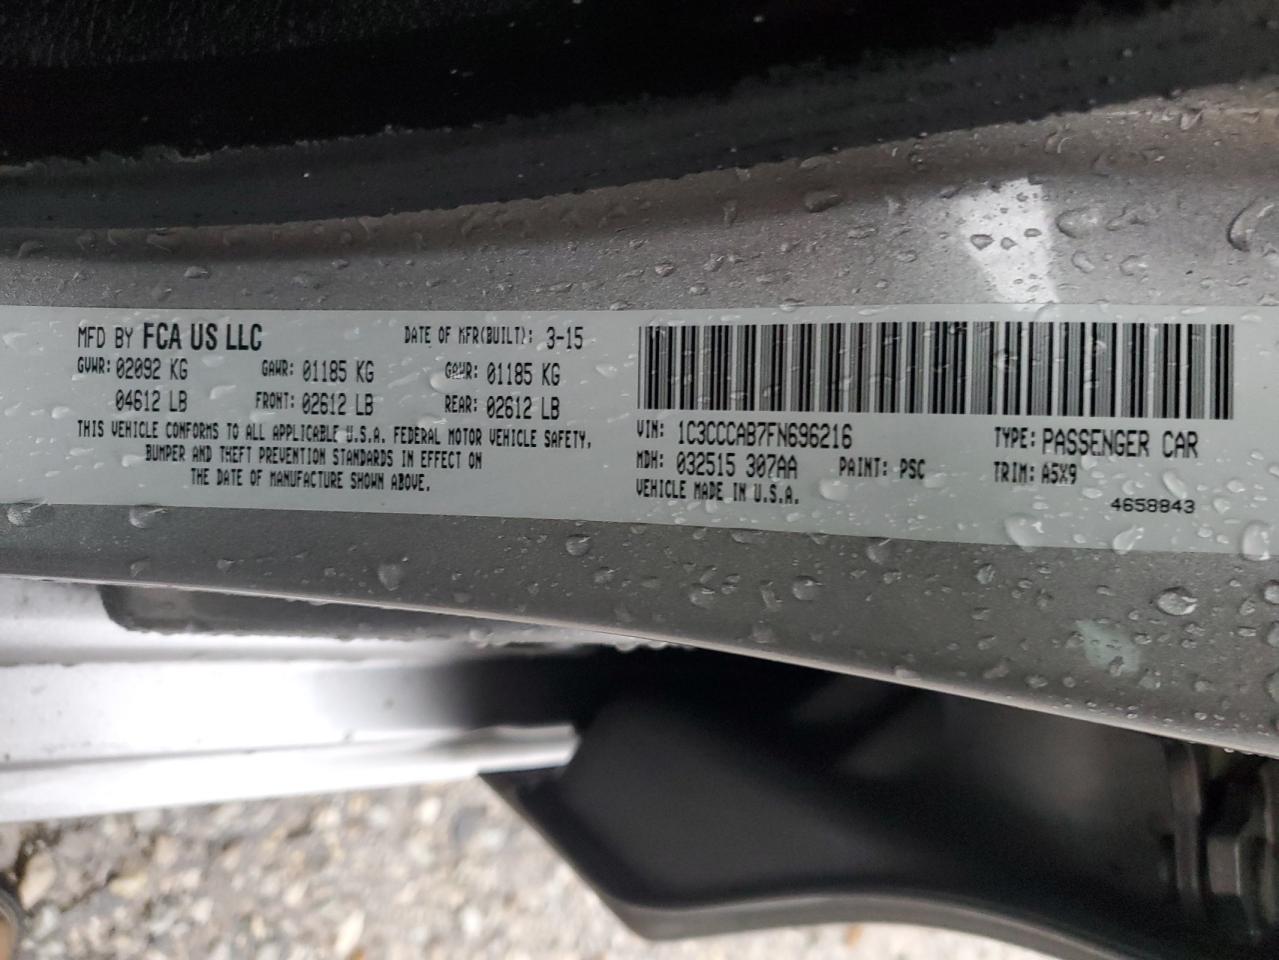 MFD BY FCA US LLC DATE OF MFR(BUILT): 3-15
GVWR: 02092 KG GAWR: 01185 KG GAWR: 01185 KG
04612 LB FRONT: 02612 LB REAR: 02612 LB
THIS VEHICLE CONFORMS TO ALL APPLICABLE U.S.A. FEDERAL MOTOR VEHICLE SAFETY,
BUMPER AND THEFT PREVENTION STANDARDS IN EFFECT ON
THE DATE OF MANUFACTURE SHOWN ABOVE.
VIN: 1C3CCCAB7FN696216 TYPE: PASSENGER CAR
MDH: 032515 307AA PAINT: PSC TRIM: A5X9
VEHICLE MADE IN U.S.A.
4658843